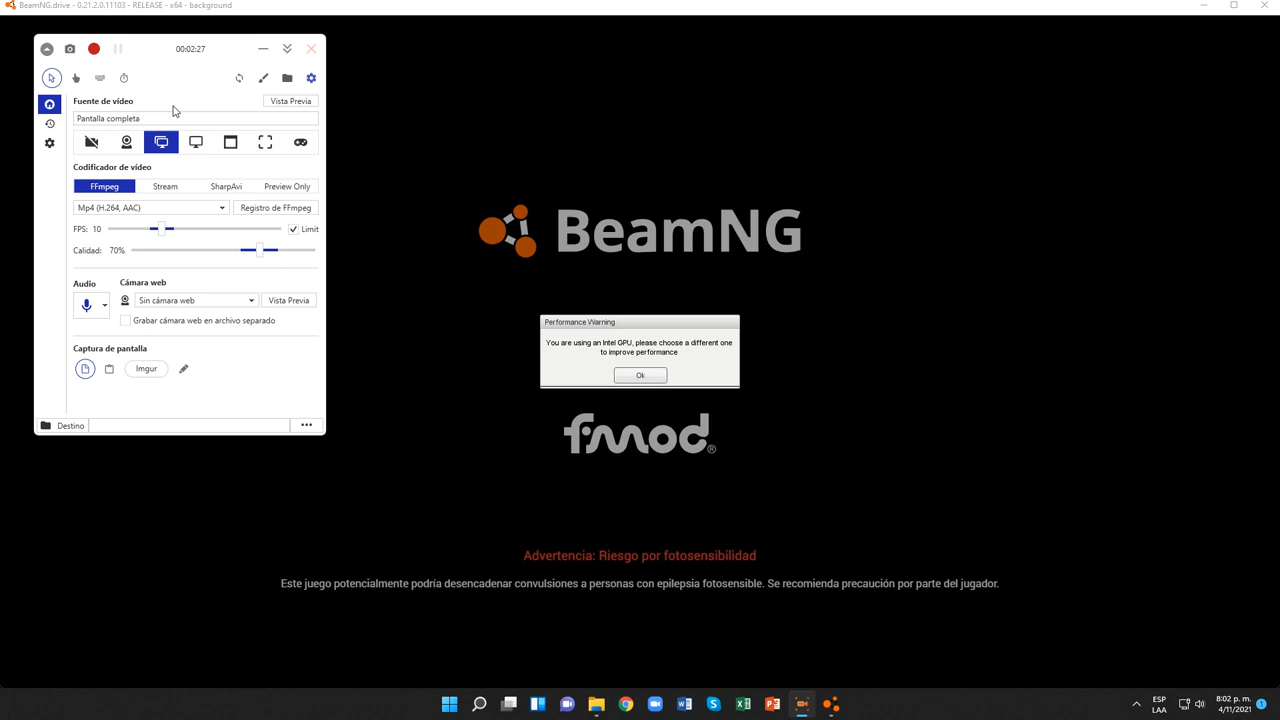 BeamNG.drive - 0.21.2.0.11103 - RELEASE - x64 - background
00:02:27
Fuente de vídeo
Vista Previa
Pantalla completa
Codificador de vídeo
FFmpeg Stream SharpAvi Preview Only
Mp4 (H.264, AAC) Registro de FFmpeg
FPS: 10 Limit
Calidad: 70%
Audio
Cámara web
Sin cámara web Vista Previa
Grabar cámara web en archivo separado
Captura de pantalla
Imgur
Destino
BeamNG
Performance Warning
You are using an Intel GPU, please choose a different one
to improve performance
Ok
fmod®
Advertencia: Riesgo por fotosensibilidad
Este juego potencialmente podría desencadenar convulsiones a personas con epilepsia fotosensible. Se recomienda precaución por parte del jugador.
ESP
LAA
8:02 p. m.
4/11/2021